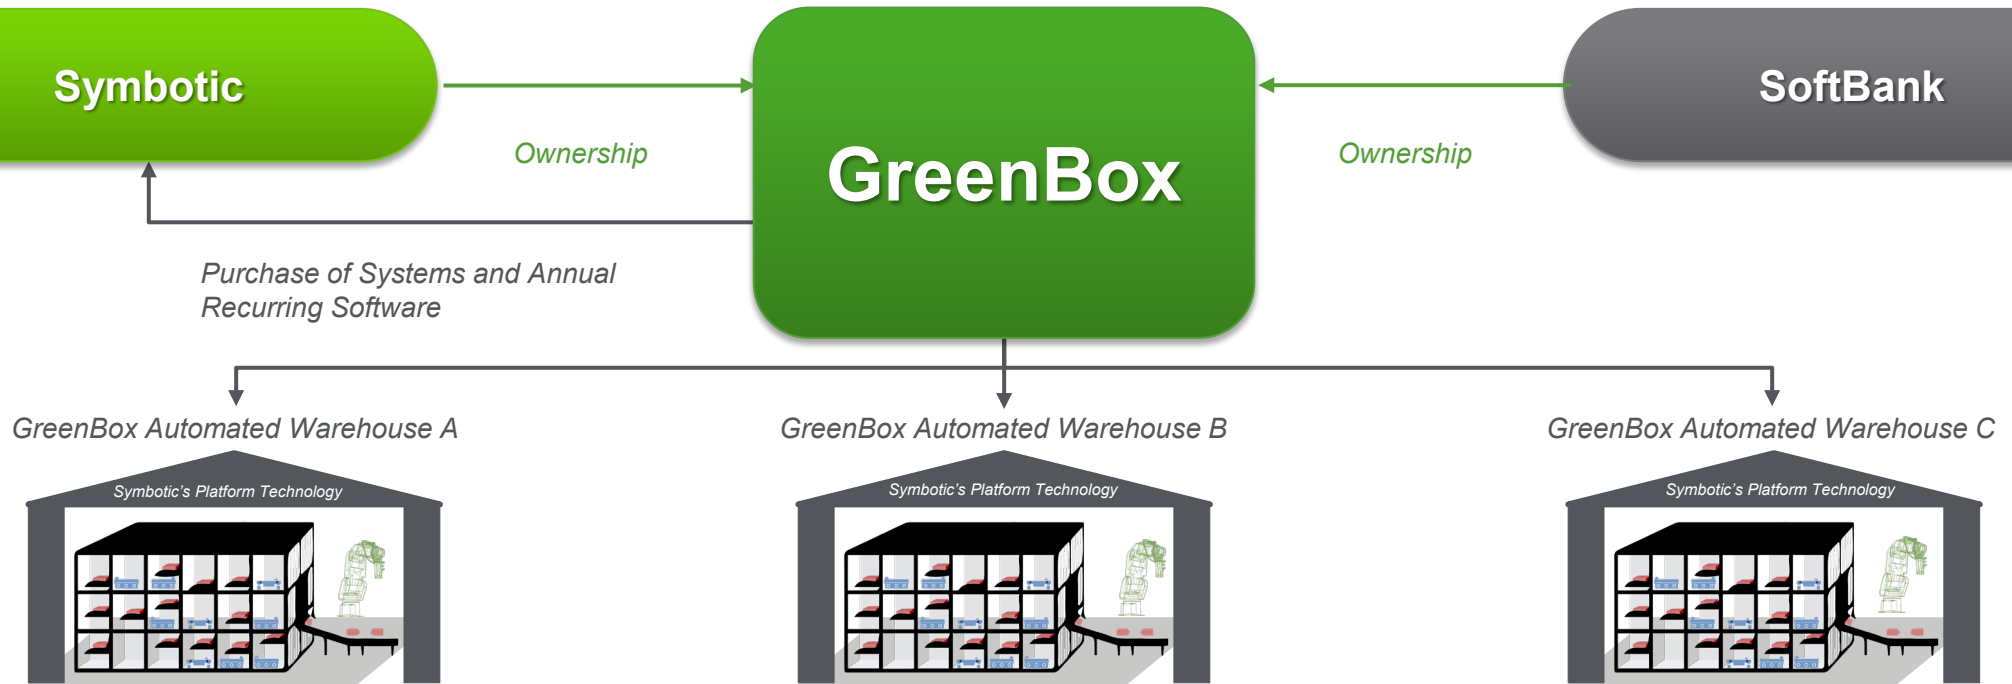 Symbotic
GreenBox
SoftBank
Ownership
Ownership
Purchase of Systems and Annual
Recurring Software
GreenBox Automated Warehouse A
GreenBox Automated Warehouse B
GreenBox Automated Warehouse C
Symbotic's Platform Technology
Symbotic's Platform Technology
Symbotic's Platform Technology